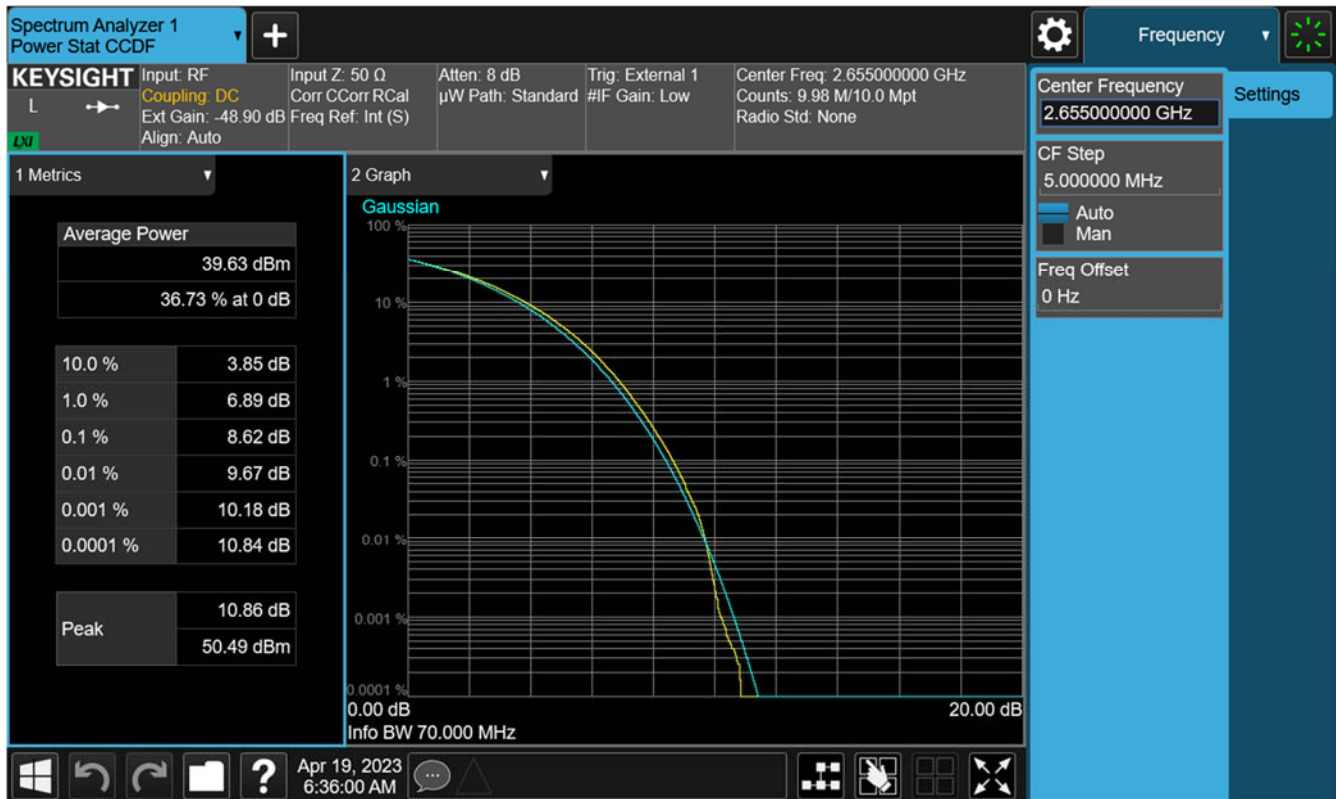 Spectrum Analyzer 1
Power Stat CCDF
Frequency
KEYSIGHT
L
LXI
Input: RF
Coupling: DC
Ext Gain: -48.90 dB
Align: Auto
Input Z: 50 Ω
Corr CCorr RCal
Freq Ref: Int (S)
Atten: 8 dB
µW Path: Standard
Trig: External 1
#IF Gain: Low
Center Freq: 2.655000000 GHz
Counts: 9.98 M/10.0 Mpt
Radio Std: None
Center Frequency
2.655000000 GHz
Settings
CF Step
5.000000 MHz
Auto
Man
Freq Offset
0 Hz
1 Metrics
Average Power
39.63 dBm
36.73 % at 0 dB
10.0 % 3.85 dB
1.0 % 6.89 dB
0.1 % 8.62 dB
0.01 % 9.67 dB
0.001 % 10.18 dB
0.0001 % 10.84 dB
Peak
10.86 dB
50.49 dBm
2 Graph
Gaussian
100 %
10 %
1 %
0.1 %
0.01 %
0.001 %
0.0001 %
0.00 dB 20.00 dB
Info BW 70.000 MHz
?
Apr 19, 2023
6:36:00 AM